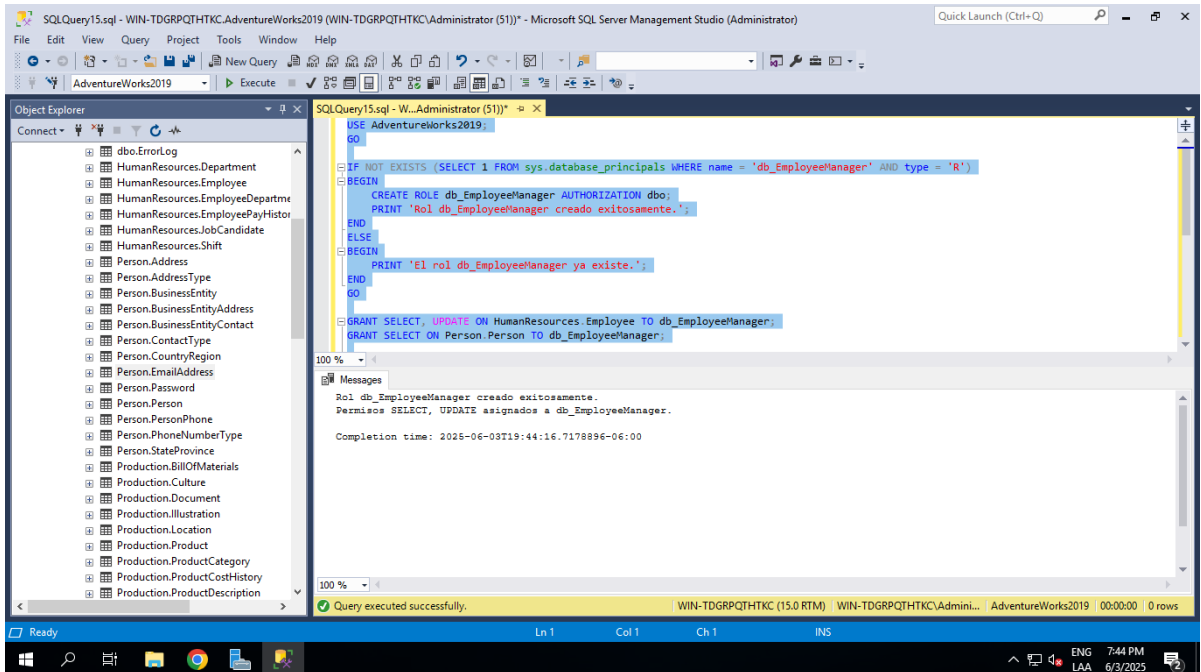 SQLQuery15.sql - WIN-TDGRPQTHTKC.AdventureWorks2019 (WIN-TDGRPQTHTKC\Administrator (51))* - Microsoft SQL Server Management Studio (Administrator)
Quick Launch (Ctrl+Q)
File Edit View Query Project Tools Window Help
New Query
AdventureWorks2019
Execute
Object Explorer
Connect
dbo.ErrorLog
HumanResources.Department
HumanResources.Employee
HumanResources.EmployeeDepartme
HumanResources.EmployeePayHistor
HumanResources.JobCandidate
HumanResources.Shift
Person.Address
Person.AddressType
Person.BusinessEntity
Person.BusinessEntityAddress
Person.BusinessEntityContact
Person.ContactType
Person.CountryRegion
Person.EmailAddress
Person.Password
Person.Person
Person.PersonPhone
Person.PhoneNumberType
Person.StateProvince
Production.BillOfMaterials
Production.Culture
Production.Document
Production.Illustration
Production.Location
Production.Product
Production.ProductCategory
Production.ProductCostHistory
Production.ProductDescription
SQLQuery15.sql - W...Administrator (51))*
USE AdventureWorks2019;
GO
IF NOT EXISTS (SELECT 1 FROM sys.database_principals WHERE name = 'db_EmployeeManager' AND type = 'R')
BEGIN
CREATE ROLE db_EmployeeManager AUTHORIZATION dbo;
PRINT 'Rol db_EmployeeManager creado exitosamente.';
END
ELSE
BEGIN
PRINT 'El rol db_EmployeeManager ya existe.';
END
GO
GRANT SELECT, UPDATE ON HumanResources.Employee TO db_EmployeeManager;
GRANT SELECT ON Person.Person TO db_EmployeeManager;
100 %
Messages
Rol db_EmployeeManager creado exitosamente.
Permisos SELECT, UPDATE asignados a db_EmployeeManager.
Completion time: 2025-06-03T19:44:16.7178896-06:00
100 %
Query executed successfully.
WIN-TDGRPQTHTKC (15.0 RTM) WIN-TDGRPQTHTKC\Admini... AdventureWorks2019 00:00:00 0 rows
Ready Ln 1 Col 1 Ch 1 INS
ENG 7:44 PM
LAA 6/3/2025